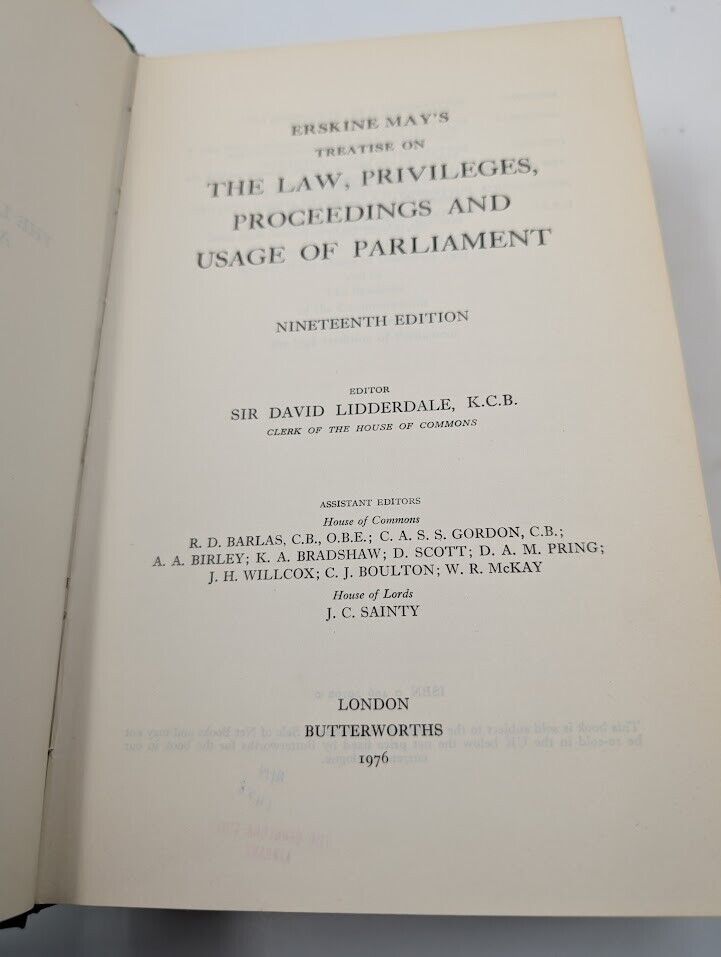 ERSKINE MAY'S
TREATISE ON
THE LAW, PRIVILEGES,
PROCEEDINGS AND
USAGE OF PARLIAMENT
NINETEENTH EDITION
EDITOR
SIR DAVID LIDDERDALE, K.C.B.
CLERK OF THE HOUSE OF COMMONS
ASSISTANT EDITORS
House of Commons
R. D. BARLAS, C.B., O.B.E.; C. A. S. S. GORDON, C.B.;
A. A. BIRLEY; K. A. BRADSHAW; D. SCOTT; D. A. M. PRING;
J. H. WILLCOX; C. J. BOULTON; W. R. McKAY
House of Lords
J. C. SAINTY
LONDON
BUTTERWORTHS
1976